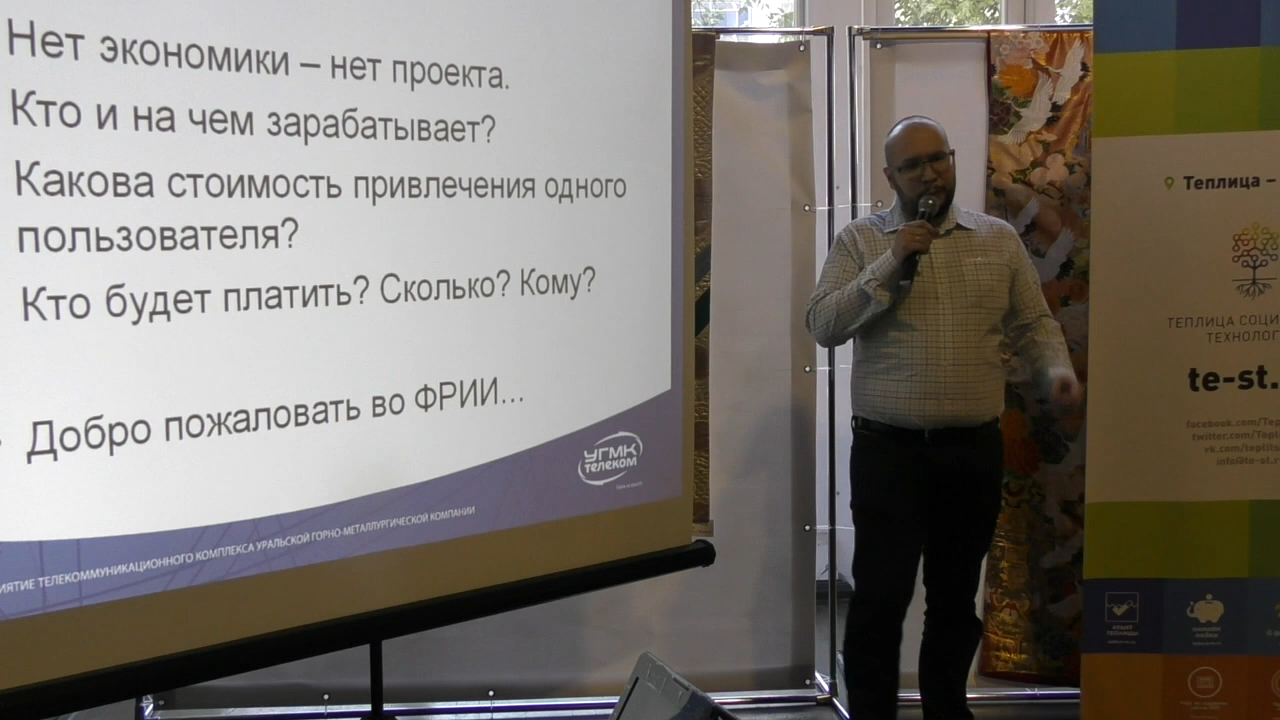 Нет экономики – нет проекта.
Кто и на чем зарабатывает?
Какова стоимость привлечения одного
пользователя?
Кто будет платить? Сколько? Кому?
Добро пожаловать во ФРИИ...
УГМК
ТЕЛЕКОМ
ИЯТИЕ ТЕЛЕКОММУНИКАЦИОННОГО КОМПЛЕКСА УРАЛЬСКОЙ ГОРНО-МЕТАЛЛУРГИЧЕСКОЙ КОМПАНИИ
Теплица –
ТЕПЛИЦА СОЦИ
ТЕХНОЛОГ
te-st.
facebook.com/Tep
twitter.com/Tepl
vk.com/teplits
info@te-st.r